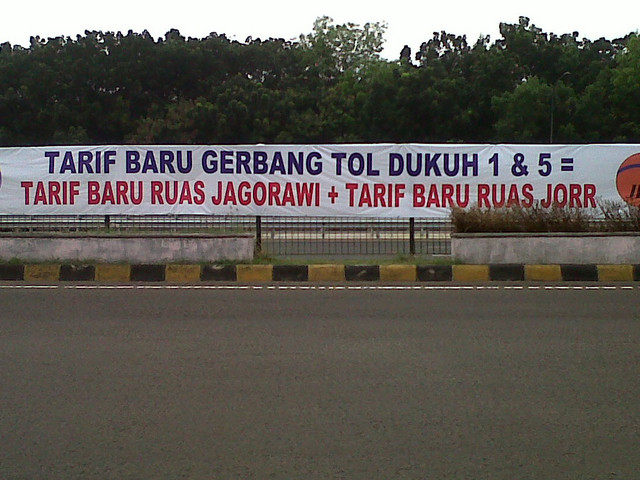 TARIF BARU GERBANG TOL DUKUH 1 & 5 =
TARIF BARU RUAS JAGORAWI + TARIF BARU RUAS JORR